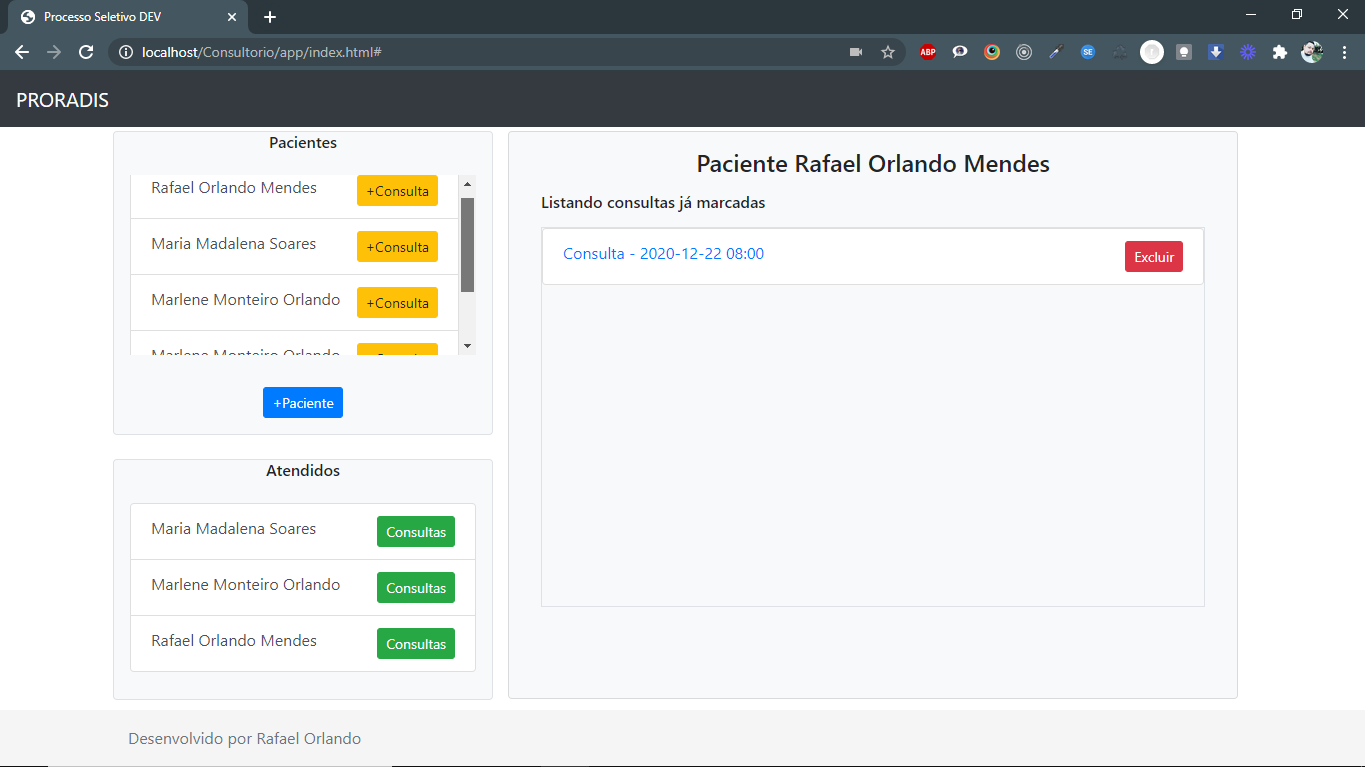 Processo Seletivo DEV
localhost/Consultorio/app/index.html#
ABP
SE
PRORADIS
Pacientes
Rafael Orlando Mendes +Consulta
Maria Madalena Soares +Consulta
Marlene Monteiro Orlando +Consulta
Marlene Monteiro Orlando
+Paciente
Atendidos
Maria Madalena Soares Consultas
Marlene Monteiro Orlando Consultas
Rafael Orlando Mendes Consultas
Paciente Rafael Orlando Mendes
Listando consultas já marcadas
Consulta - 2020-12-22 08:00 Excluir
Desenvolvido por Rafael Orlando